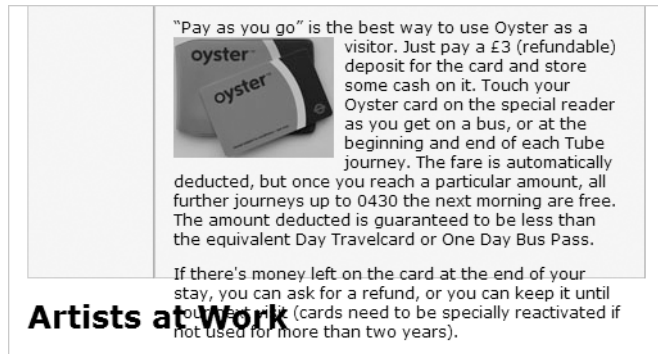 “Pay as you go” is the best way to use Oyster as a
visitor. Just pay a £3 (refundable)
deposit for the card and store
some cash on it. Touch your
Oyster card on the special reader
as you get on a bus, or at the
beginning and end of each Tube
journey. The fare is automatically
deducted, but once you reach a particular amount, all
further journeys up to 0430 the next morning are free.
The amount deducted is guaranteed to be less than
the equivalent Day Travelcard or One Day Bus Pass.
oyster
oyster
If there's money left on the card at the end of your
stay, you can ask for a refund, or you can keep it until
your next visit (cards need to be specially reactivated if
not used for more than two years).
Artists at Work